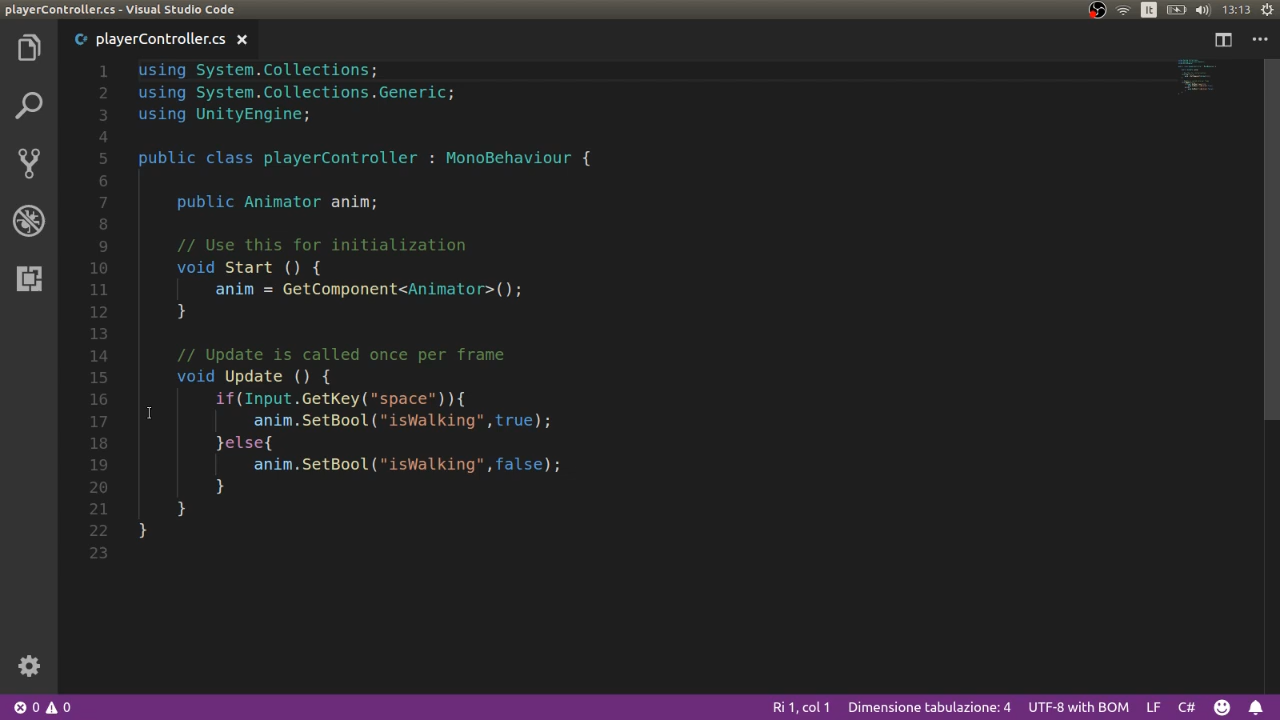 playerController.cs - Visual Studio Code
It
13:13
playerController.cs
1 using System.Collections;
2 using System.Collections.Generic;
3 using UnityEngine;
4
5 public class playerController : MonoBehaviour {
6
7 public Animator anim;
8
9 // Use this for initialization
10 void Start () {
11 anim = GetComponent<Animator>();
12 }
13
14 // Update is called once per frame
15 void Update () {
16 if(Input.GetKey("space")){
17 anim.SetBool("isWalking",true);
18 }else{
19 anim.SetBool("isWalking",false);
20 }
21 }
22 }
23
0 0 Ri 1, col 1 Dimensione tabulazione: 4 UTF-8 with BOM LF C#